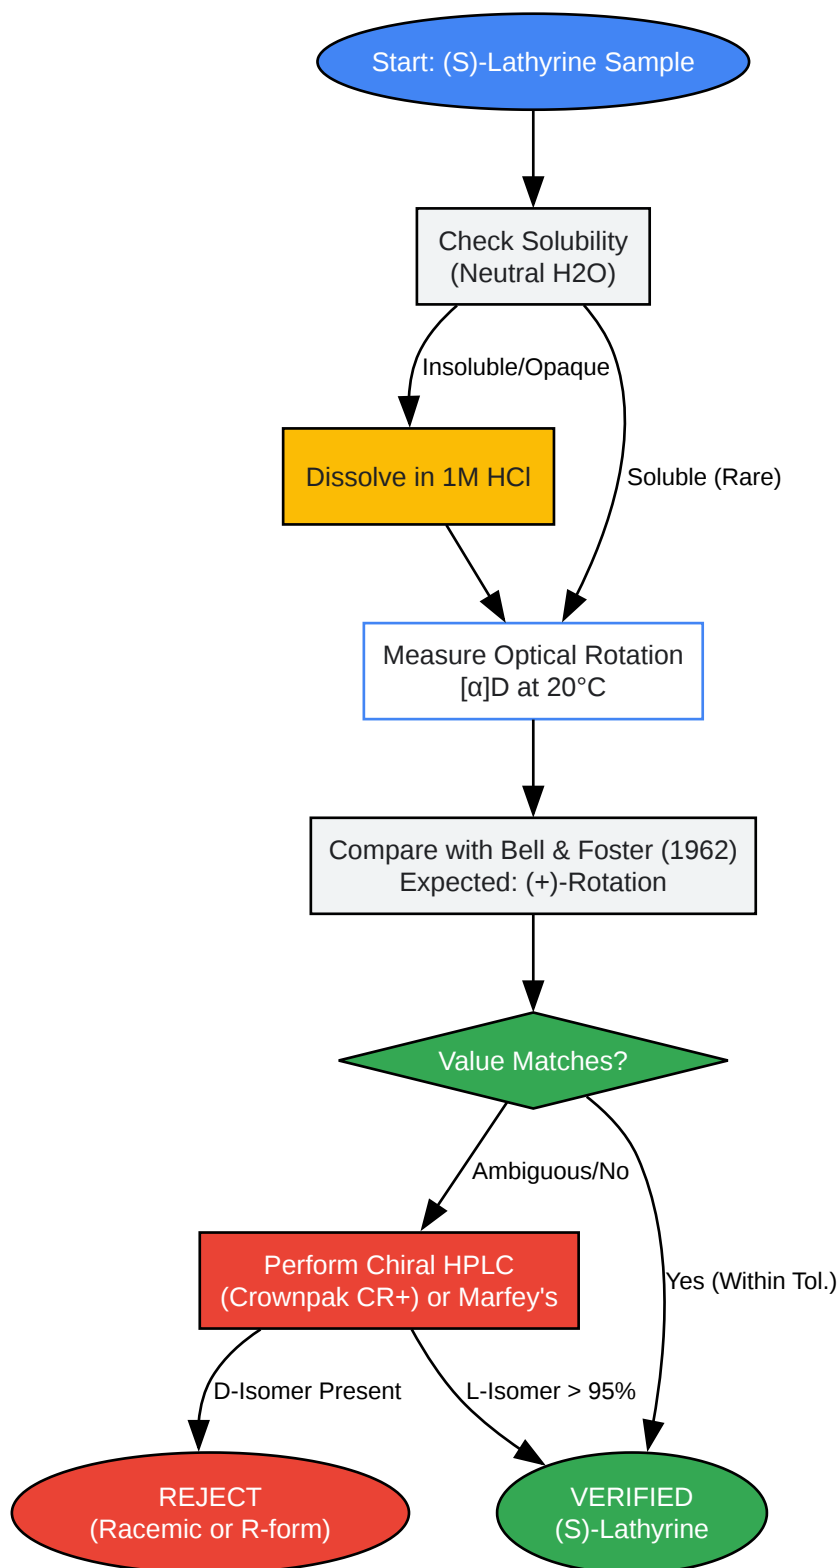 Start: (S)-Lathyrine Sample
Check Solubility
(Neutral H2O)
Insoluble/Opaque
Dissolve in 1M HCl
Soluble (Rare)
Measure Optical Rotation
[α]D at 20°C
Compare with Bell & Foster (1962)
Expected: (+)-Rotation
Value Matches?
Ambiguous/No
Perform Chiral HPLC
(Crownpak CR+) or Marfey's
Yes (Within Tol.)
D-Isomer Present
L-Isomer > 95%
REJECT
(Racemic or R-form)
VERIFIED
(S)-Lathyrine